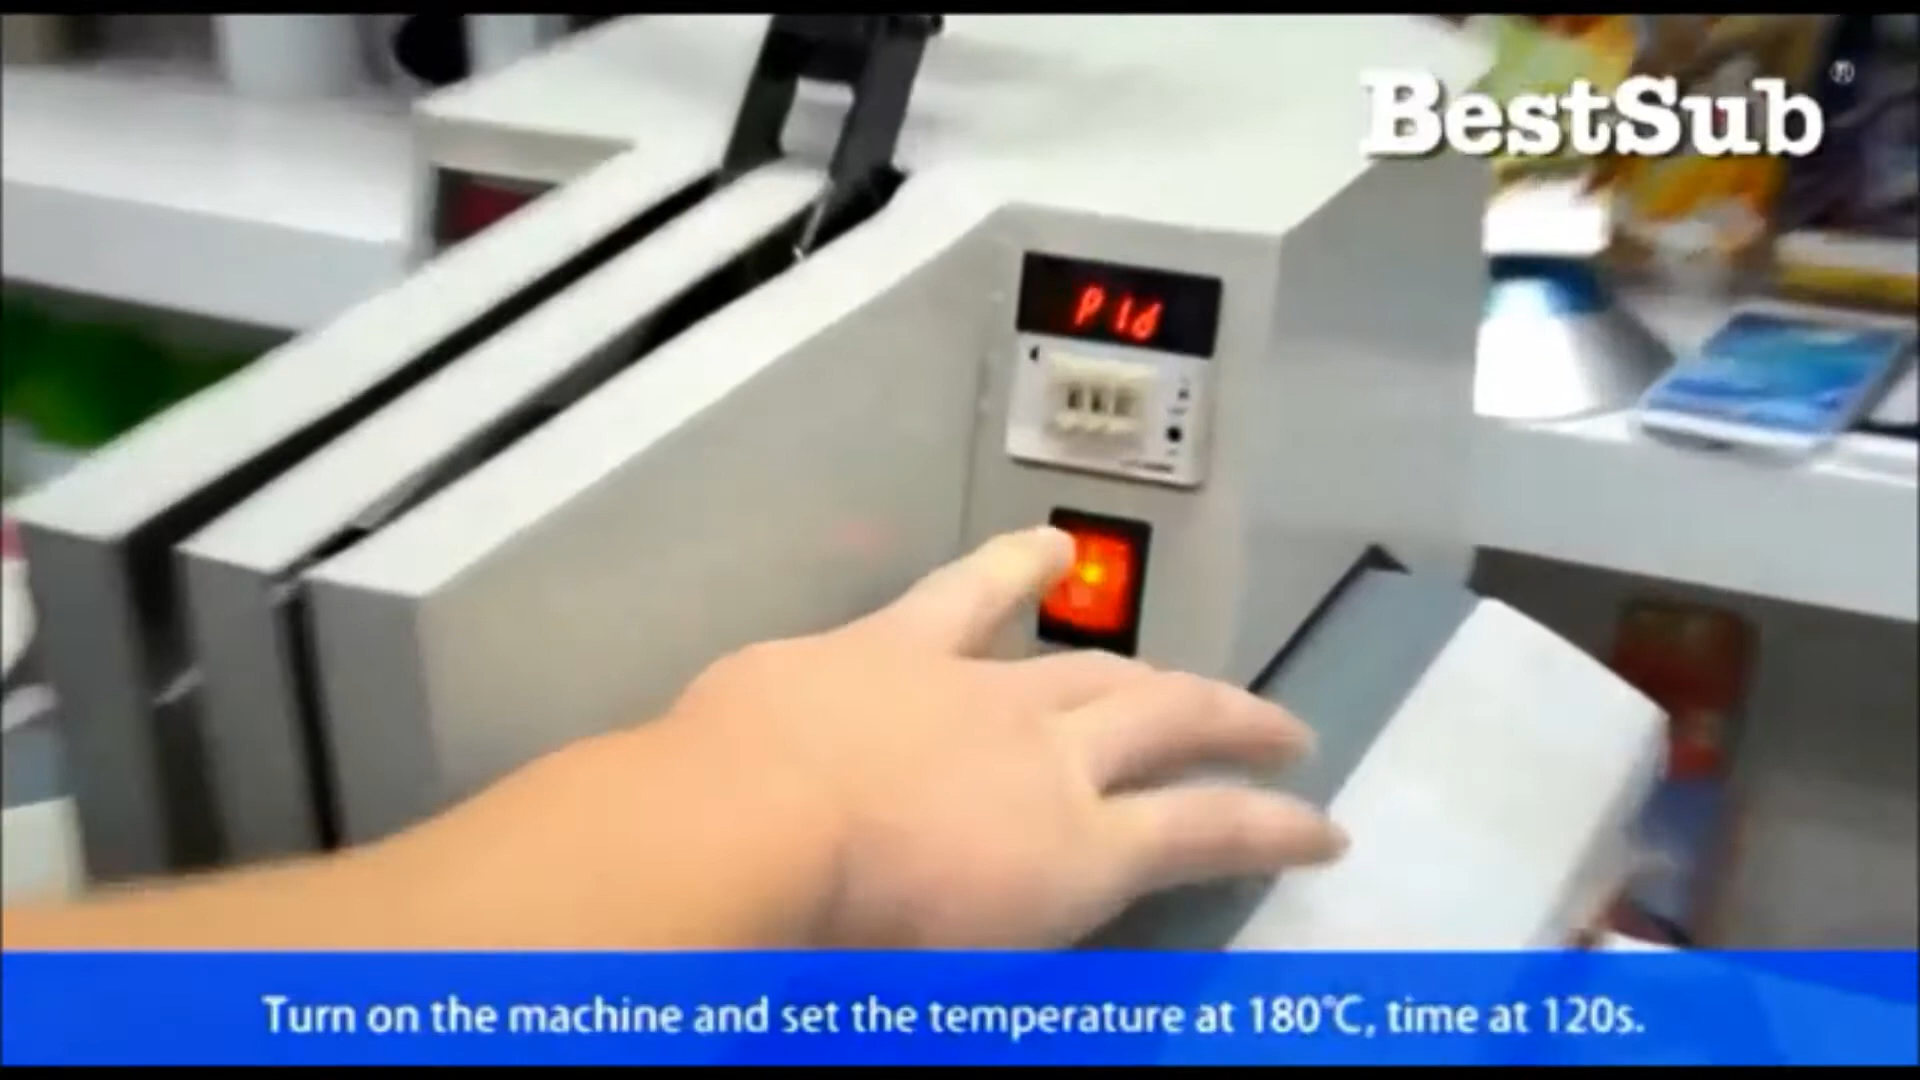 BestSub®
PId
Turn on the machine and set the temperature at 180℃, time at 120s.